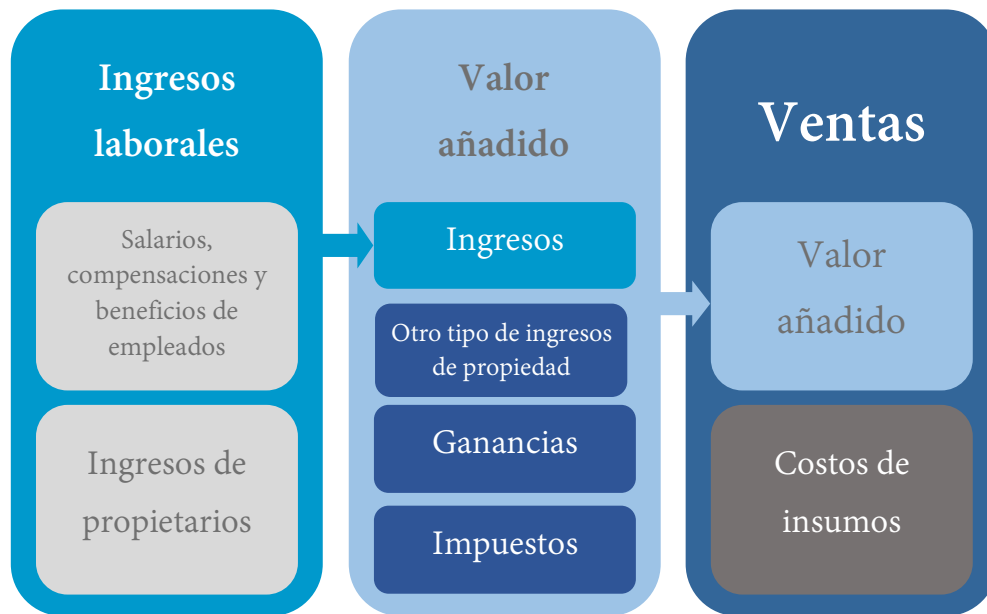 Ingresos
laborales
Salarios,
compensaciones y
beneficios de
empleados
Ingresos de
propietarios
Valor
añadido
Ingresos
Otro tipo de ingresos
de propiedad
Ganancias
Impuestos
Ventas
Valor
añadido
Costos de
insumos